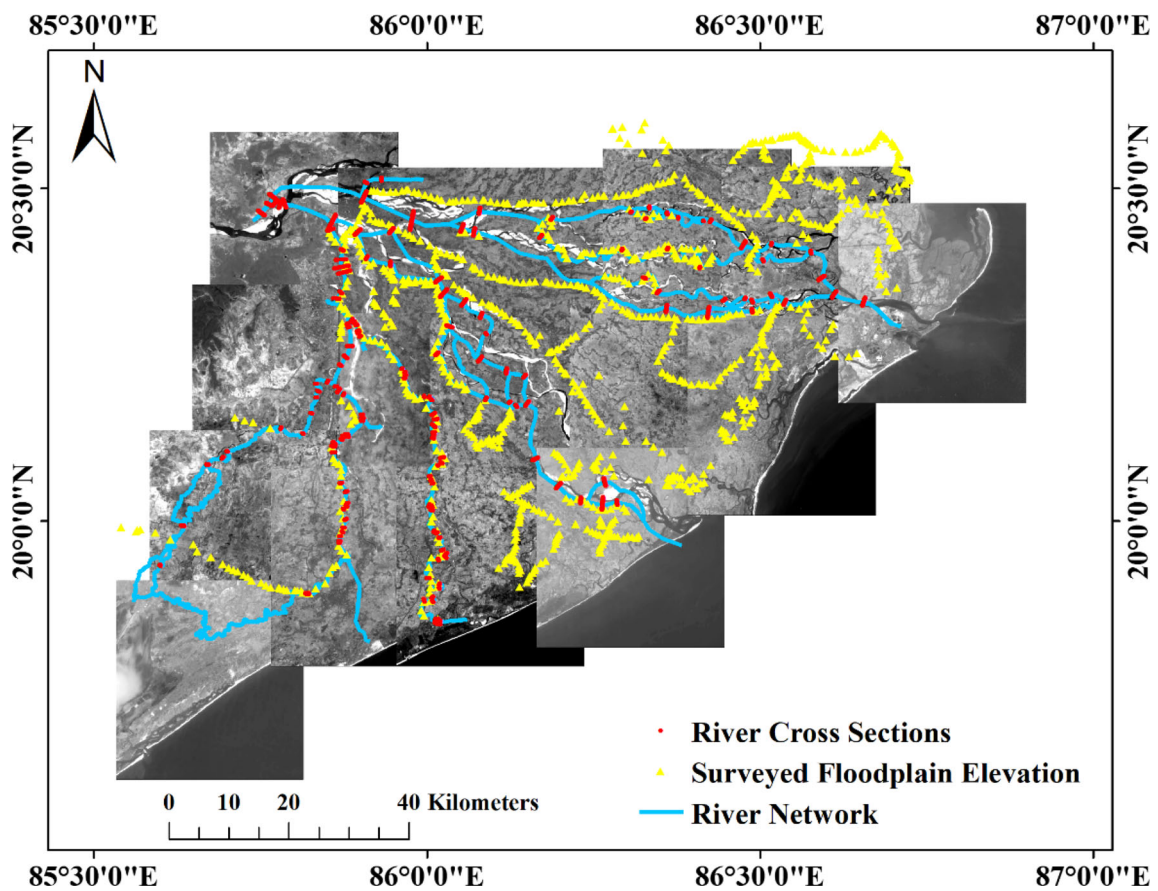 85°30'0"E 86°0'0"E 86°30'0"E 87°0'0"E
N
20°30'0"N 20°30'0"N
20°0'0"N 20°0'0"N
River Cross Sections
Surveyed Floodplain Elevation
0 10 20 40 Kilometers
River Network
85°30'0"E 86°0'0"E 86°30'0"E 87°0'0"E